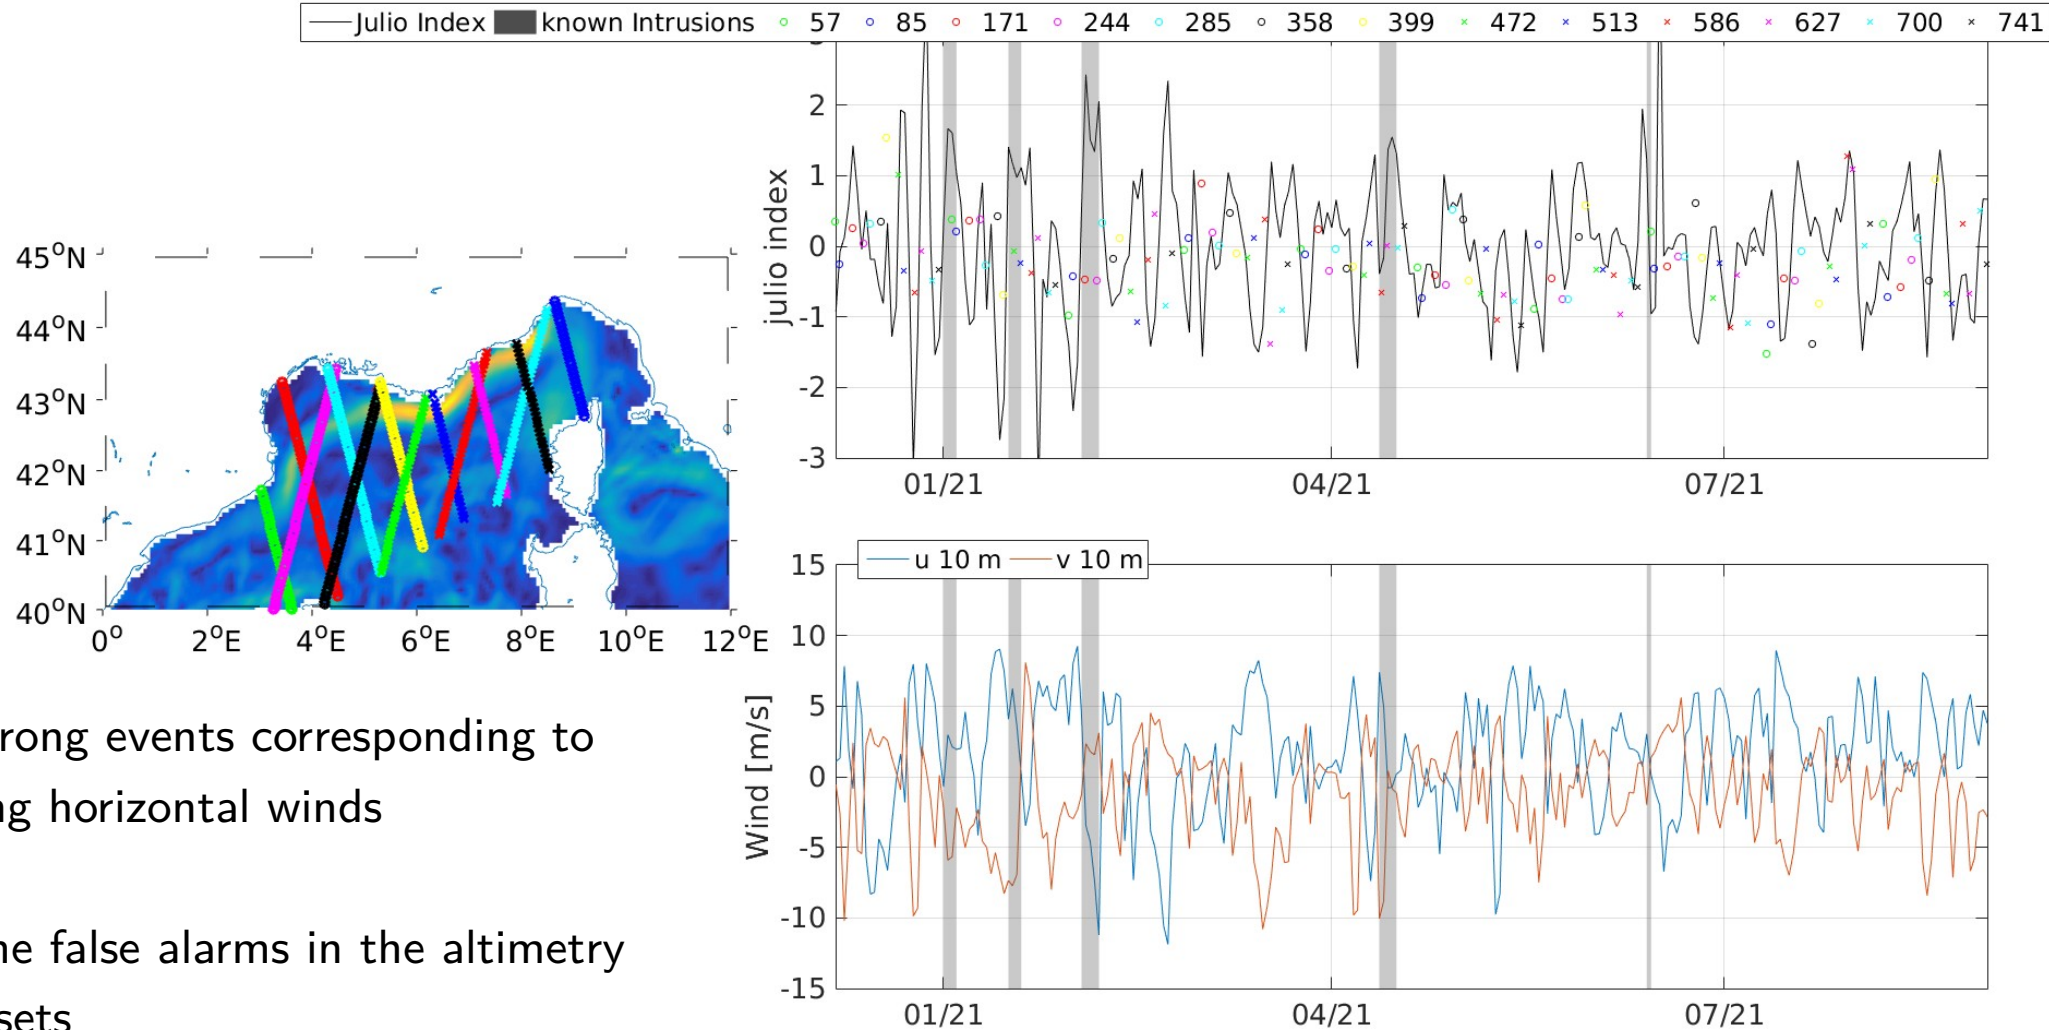 Julio Index known Intrusions 57 85 171 244 285 358 399 472 513 586 627 700 741
2
1
0
-1
-2
-3
julio index
01/21 04/21 07/21
45°N
44°N
43°N
42°N
41°N
40°N
0° 2°E 4°E 6°E 8°E 10°E 12°E
u 10 m v 10 m
15
10
5
0
-5
-10
-15
Wind [m/s]
01/21 04/21 07/21
rong events corresponding to
ng horizontal winds
ne false alarms in the altimetry
sets